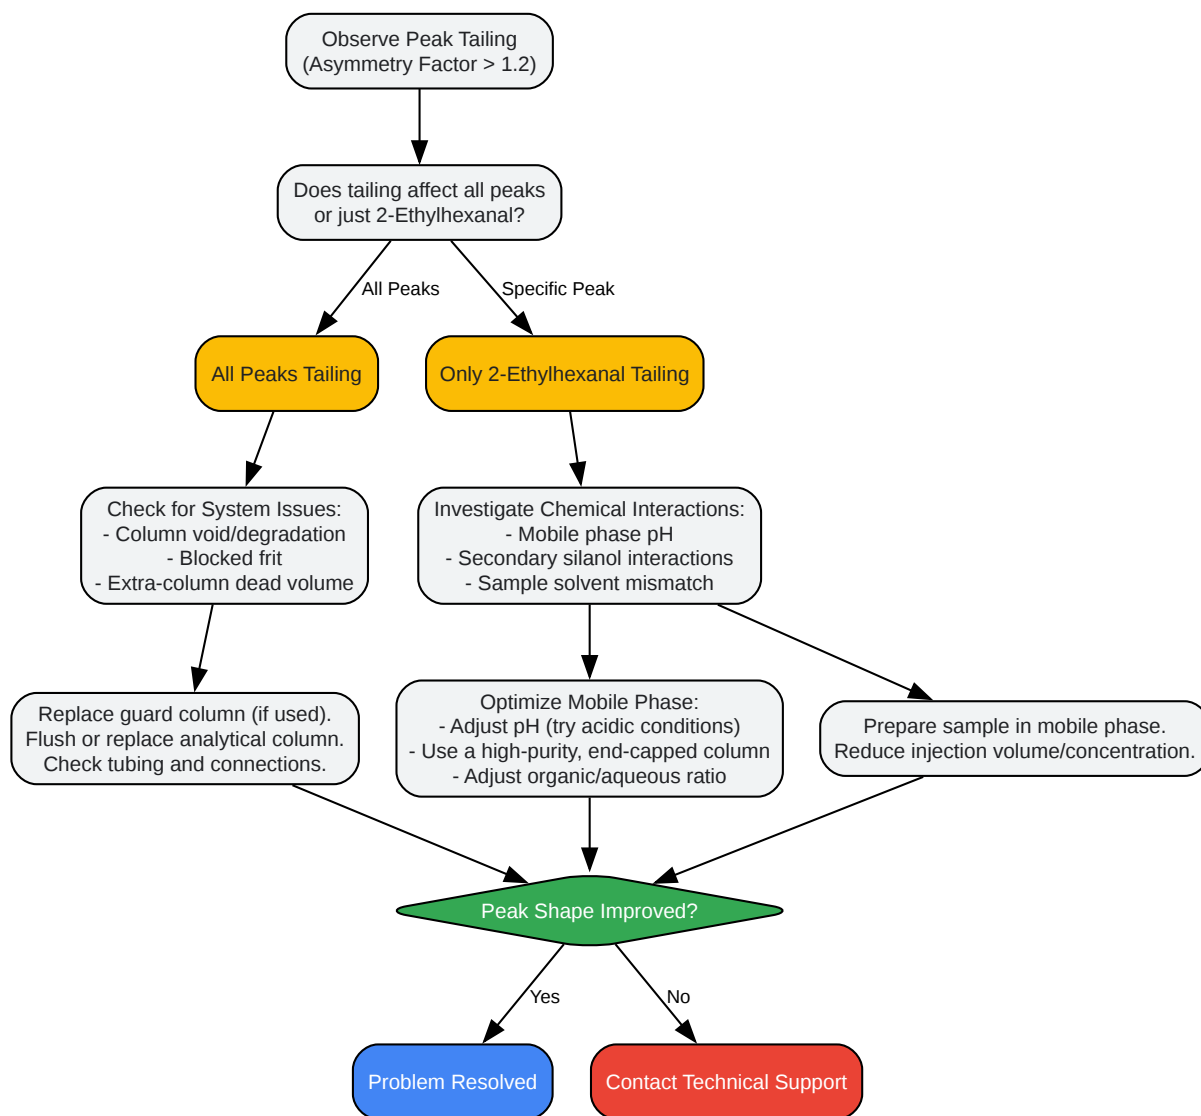 Observe Peak Tailing
(Asymmetry Factor > 1.2)
Does tailing affect all peaks
or just 2-Ethylhexanal?
All Peaks
Specific Peak
All Peaks Tailing
Only 2-Ethylhexanal Tailing
Check for System Issues:
- Column void/degradation
- Blocked frit
- Extra-column dead volume
Investigate Chemical Interactions:
- Mobile phase pH
- Secondary silanol interactions
- Sample solvent mismatch
Replace guard column (if used).
Flush or replace analytical column.
Check tubing and connections.
Optimize Mobile Phase:
- Adjust pH (try acidic conditions)
- Use a high-purity, end-capped column
- Adjust organic/aqueous ratio
Prepare sample in mobile phase.
Reduce injection volume/concentration.
Peak Shape Improved?
Yes
No
Problem Resolved
Contact Technical Support